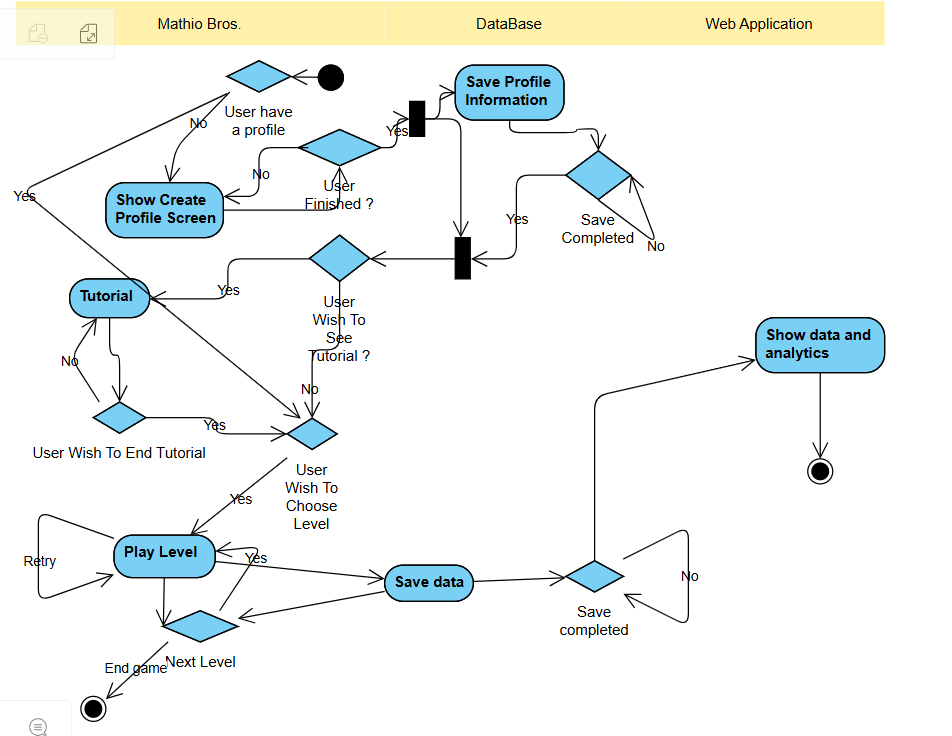 Mathio Bros.
DataBase
Web Application
Save Profile
Information
User have
a profile
No
Yes
User
Finished ?
No
Yes
Show Create
Profile Screen
Save
Completed
Yes
No
Tutorial
Yes
User
Wish To
See
Tutorial ?
No
Show data and
analytics
No
Yes
User Wish To End Tutorial
User
Wish To
Choose
Level
Yes
Play Level
Retry
Yes
Save data
No
Save
completed
Next Level
End game